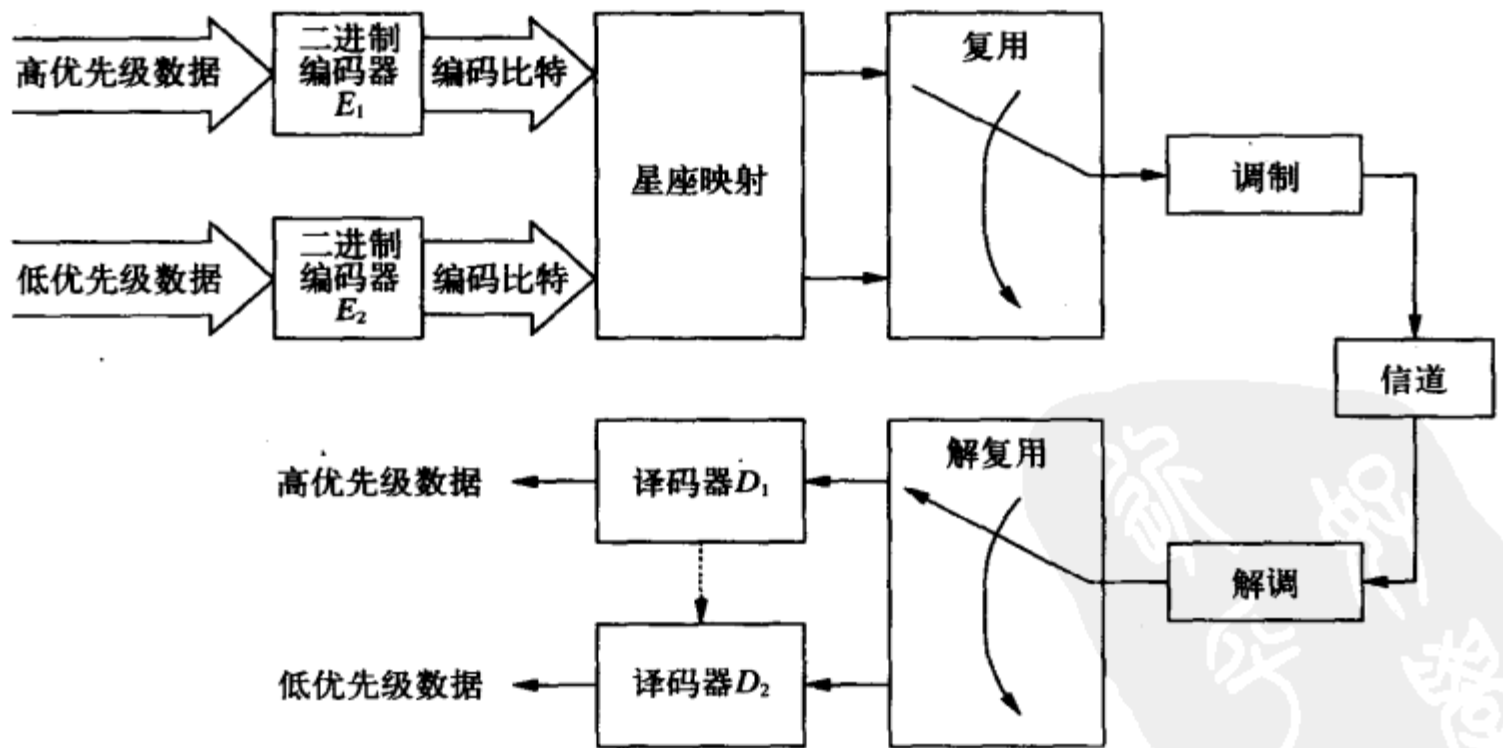 高优先级数据
二进制
编码器
E₁
编码比特
低优先级数据
二进制
编码器
E₂
编码比特
星座映射
复用
调制
信道
解调
解复用
译码器D₁
高优先级数据
译码器D₂
低优先级数据